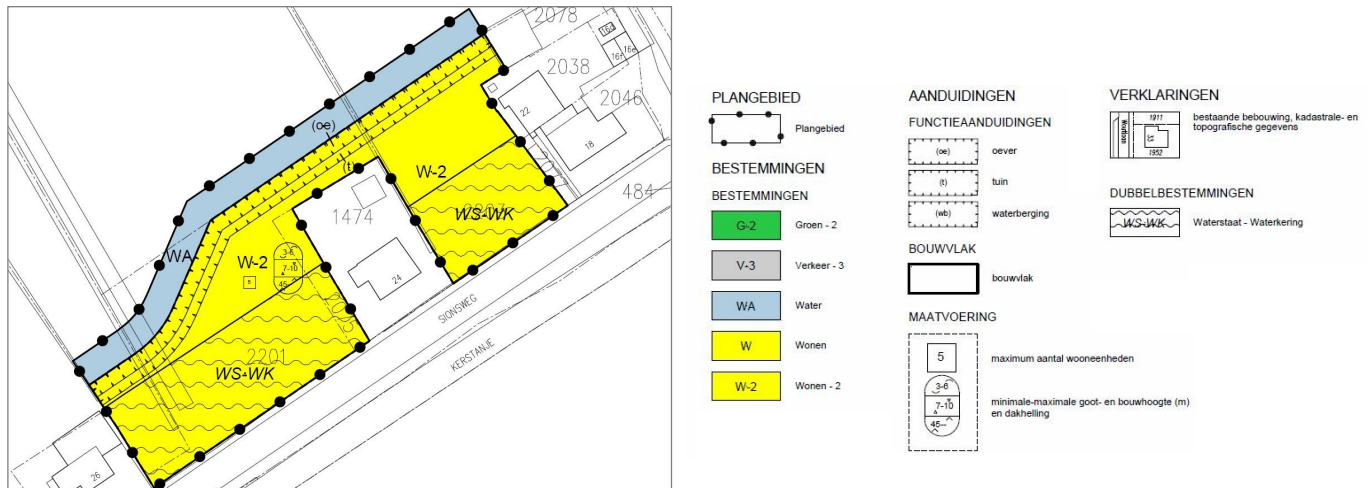 2078
16d
16f
16e
2038
2046
22
18
(oe)
(t)
W-2
WS-WK
484
1474
24
WA
W-2
3-6
7-10
45--
SIONSWEG
KERSTANJE
2201
WS-WK
26
PLANGEBIED
Plangebied
BESTEMMINGEN
BESTEMMINGEN
G-2 Groen - 2
V-3 Verkeer - 3
WA Water
W Wonen
W-2 Wonen - 2
AANDUIDINGEN
FUNCTIEAANDUIDINGEN
(oe) oever
(t) tuin
(wb) waterberging
BOUWVLAK
bouwvlak
MAATVOERING
5 maximum aantal wooneenheden
3-6
7-10
45--
minimale-maximale goot- en bouwhoogte (m)
en dakhelling
VERKLARINGEN
1911
53
1952
bestaande bebouwing, kadastrale- en
topografische gegevens
DUBBELBESTEMMINGEN
WS-WK Waterstaat - Waterkering